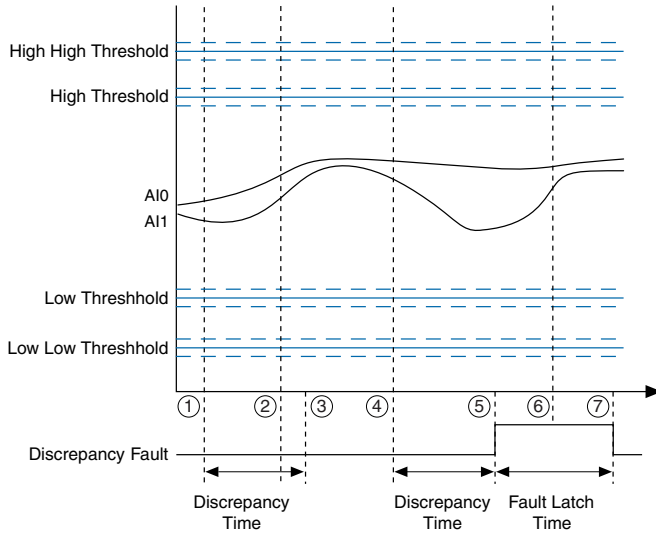 High High Threshold
High Threshold
AI0
AI1
Low Threshhold
Low Low Threshhold
1 2 3 4 5 6 7
Discrepancy Fault
Discrepancy Time
Discrepancy Time
Fault Latch Time